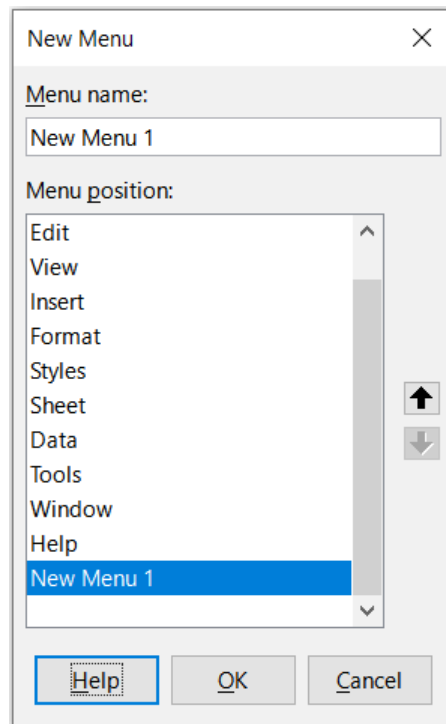 New Menu
Menu name:
New Menu 1
Menu position:
Edit
View
Insert
Format
Styles
Sheet
Data
Tools
Window
Help
New Menu 1
Help OK Cancel